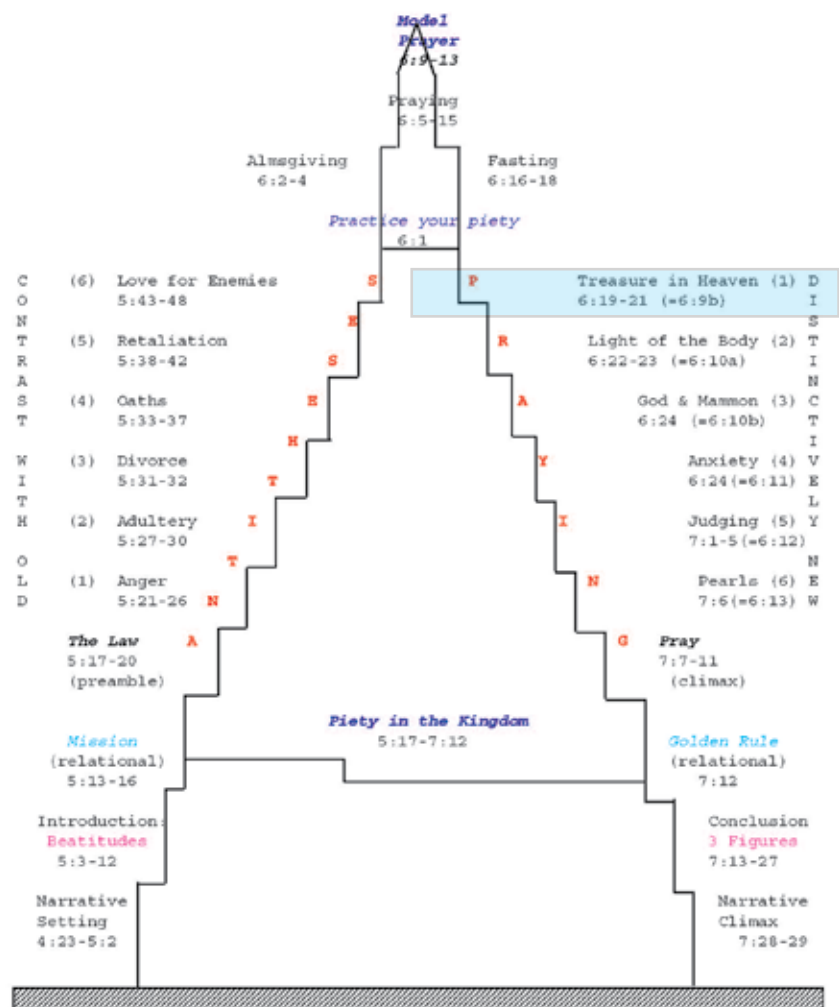 Model
Prayer
6:9-13
Praying
6:5-15
Almsgiving
6:2-4
Fasting
6:16-18
Practice your piety
6:1
CONTRAST WITH OLD
(6) Love for Enemies
5:43-48
(5) Retaliation
5:38-42
(4) Oaths
5:33-37
(3) Divorce
5:31-32
(2) Adultery
5:27-30
(1) Anger
5:21-26
ANTITHESES
PRAYING
Treasure in Heaven (1)
6:19-21 (=6:9b)
Light of the Body (2)
6:22-23 (=6:10a)
God & Mammon (3)
6:24 (=6:10b)
Anxiety (4)
6:24(=6:11)
Judging (5)
7:1-5(=6:12)
Pearls (6)
7:6(=6:13)
DISTINCTIVELY NEW
The Law
5:17-20
(preamble)
Pray
7:7-11
(climax)
Piety in the Kingdom
5:17-7:12
Mission
(relational)
5:13-16
Golden Rule
(relational)
7:12
Introduction:
Beatitudes
5:3-12
Conclusion
3 Figures
7:13-27
Narrative
Setting
4:23-5:2
Narrative
Climax
7:28-29